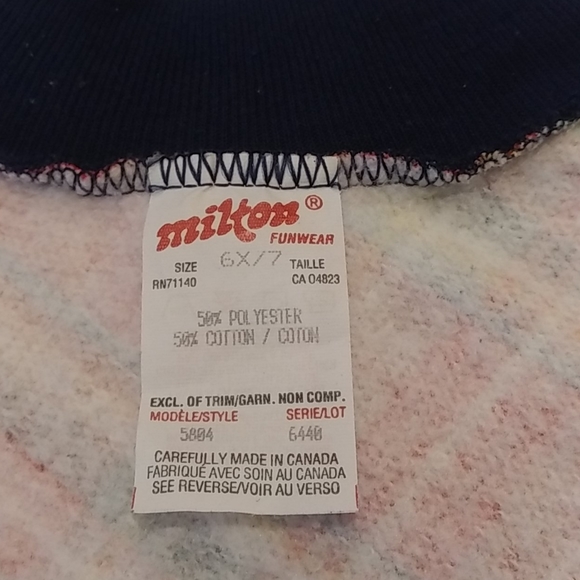 milton®
FUNWEAR
SIZE 6X/7 TAILLE
RN71140 CA 04823
50% POLYESTER
50% COTTON / COTON
EXCL. OF TRIM/GARN. NON COMP.
MODÈLE/STYLE SERIE/LOT
5804 6440
CAREFULLY MADE IN CANADA
FABRIQUÉ AVEC SOIN AU CANADA
SEE REVERSE/VOIR AU VERSO